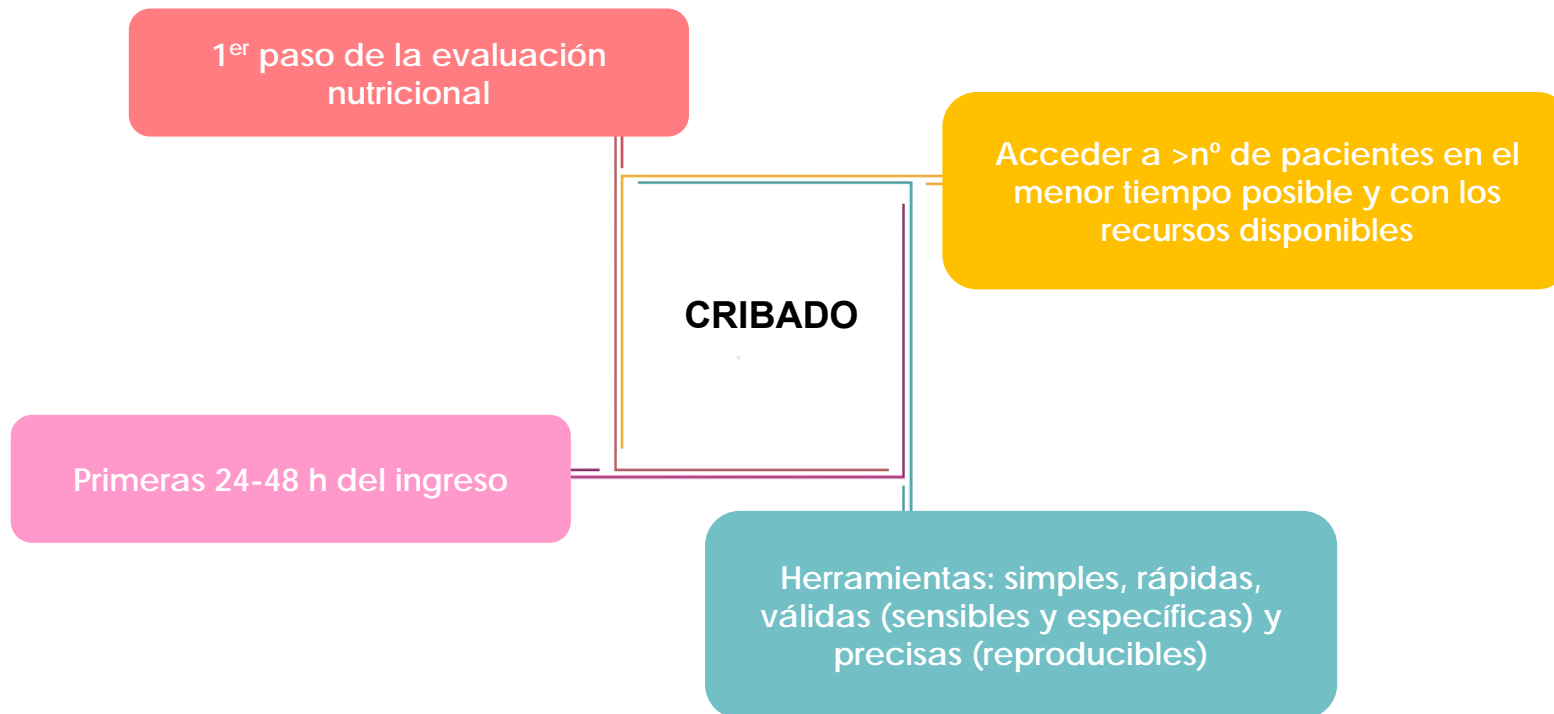 1er paso de la evaluación
nutricional
Acceder a >nº de pacientes en el
menor tiempo posible y con los
recursos disponibles
CRIBADO
Primeras 24-48 h del ingreso
Herramientas: simples, rápidas,
válidas (sensibles y específicas) y
precisas (reproducibles)